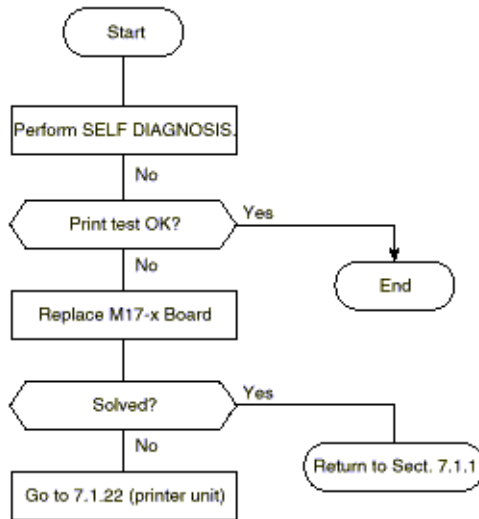 Start
Perform SELF DIAGNOSIS.
No
Print test OK?
Yes
No
End
Replace M17-x Board
Solved?
Yes
No
Return to Sect. 7.1.1
Go to 7.1.22 (printer unit)